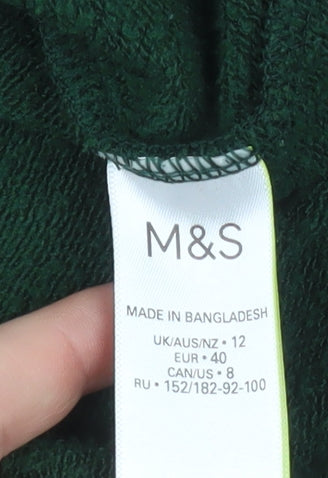 M&S
MADE IN BANGLADESH
UK/AUS/NZ • 12
EUR • 40
CAN/US • 8
RU • 152/182-92-100